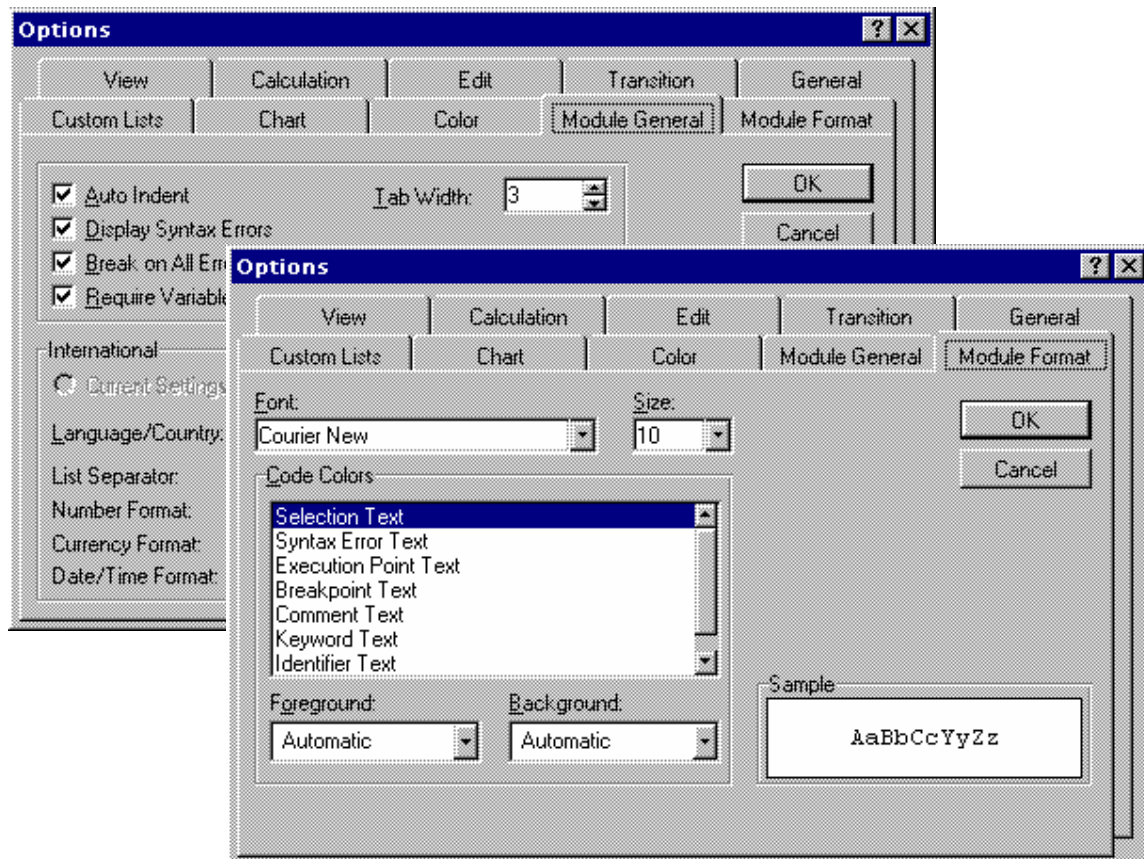 Options
View Calculation Edit Transition General
Custom Lists Chart Color Module General Module Format
Auto Indent Tab Width: 3 OK
Display Syntax Errors Cancel
Break on All
Require Variable
International
Current Settings
Language/Country:
List Separator:
Number Format:
Currency Format:
Date/Time Format:
Options
View Calculation Edit Transition General
Custom Lists Chart Color Module General Module Format
Font: Size:
Courier New 10 OK
Cancel
Code Colors
Selection Text
Syntax Error Text
Execution Point Text
Breakpoint Text
Comment Text
Keyword Text
Identifier Text
Foreground: Background:
Automatic Automatic
Sample
AaBbCcYyZz